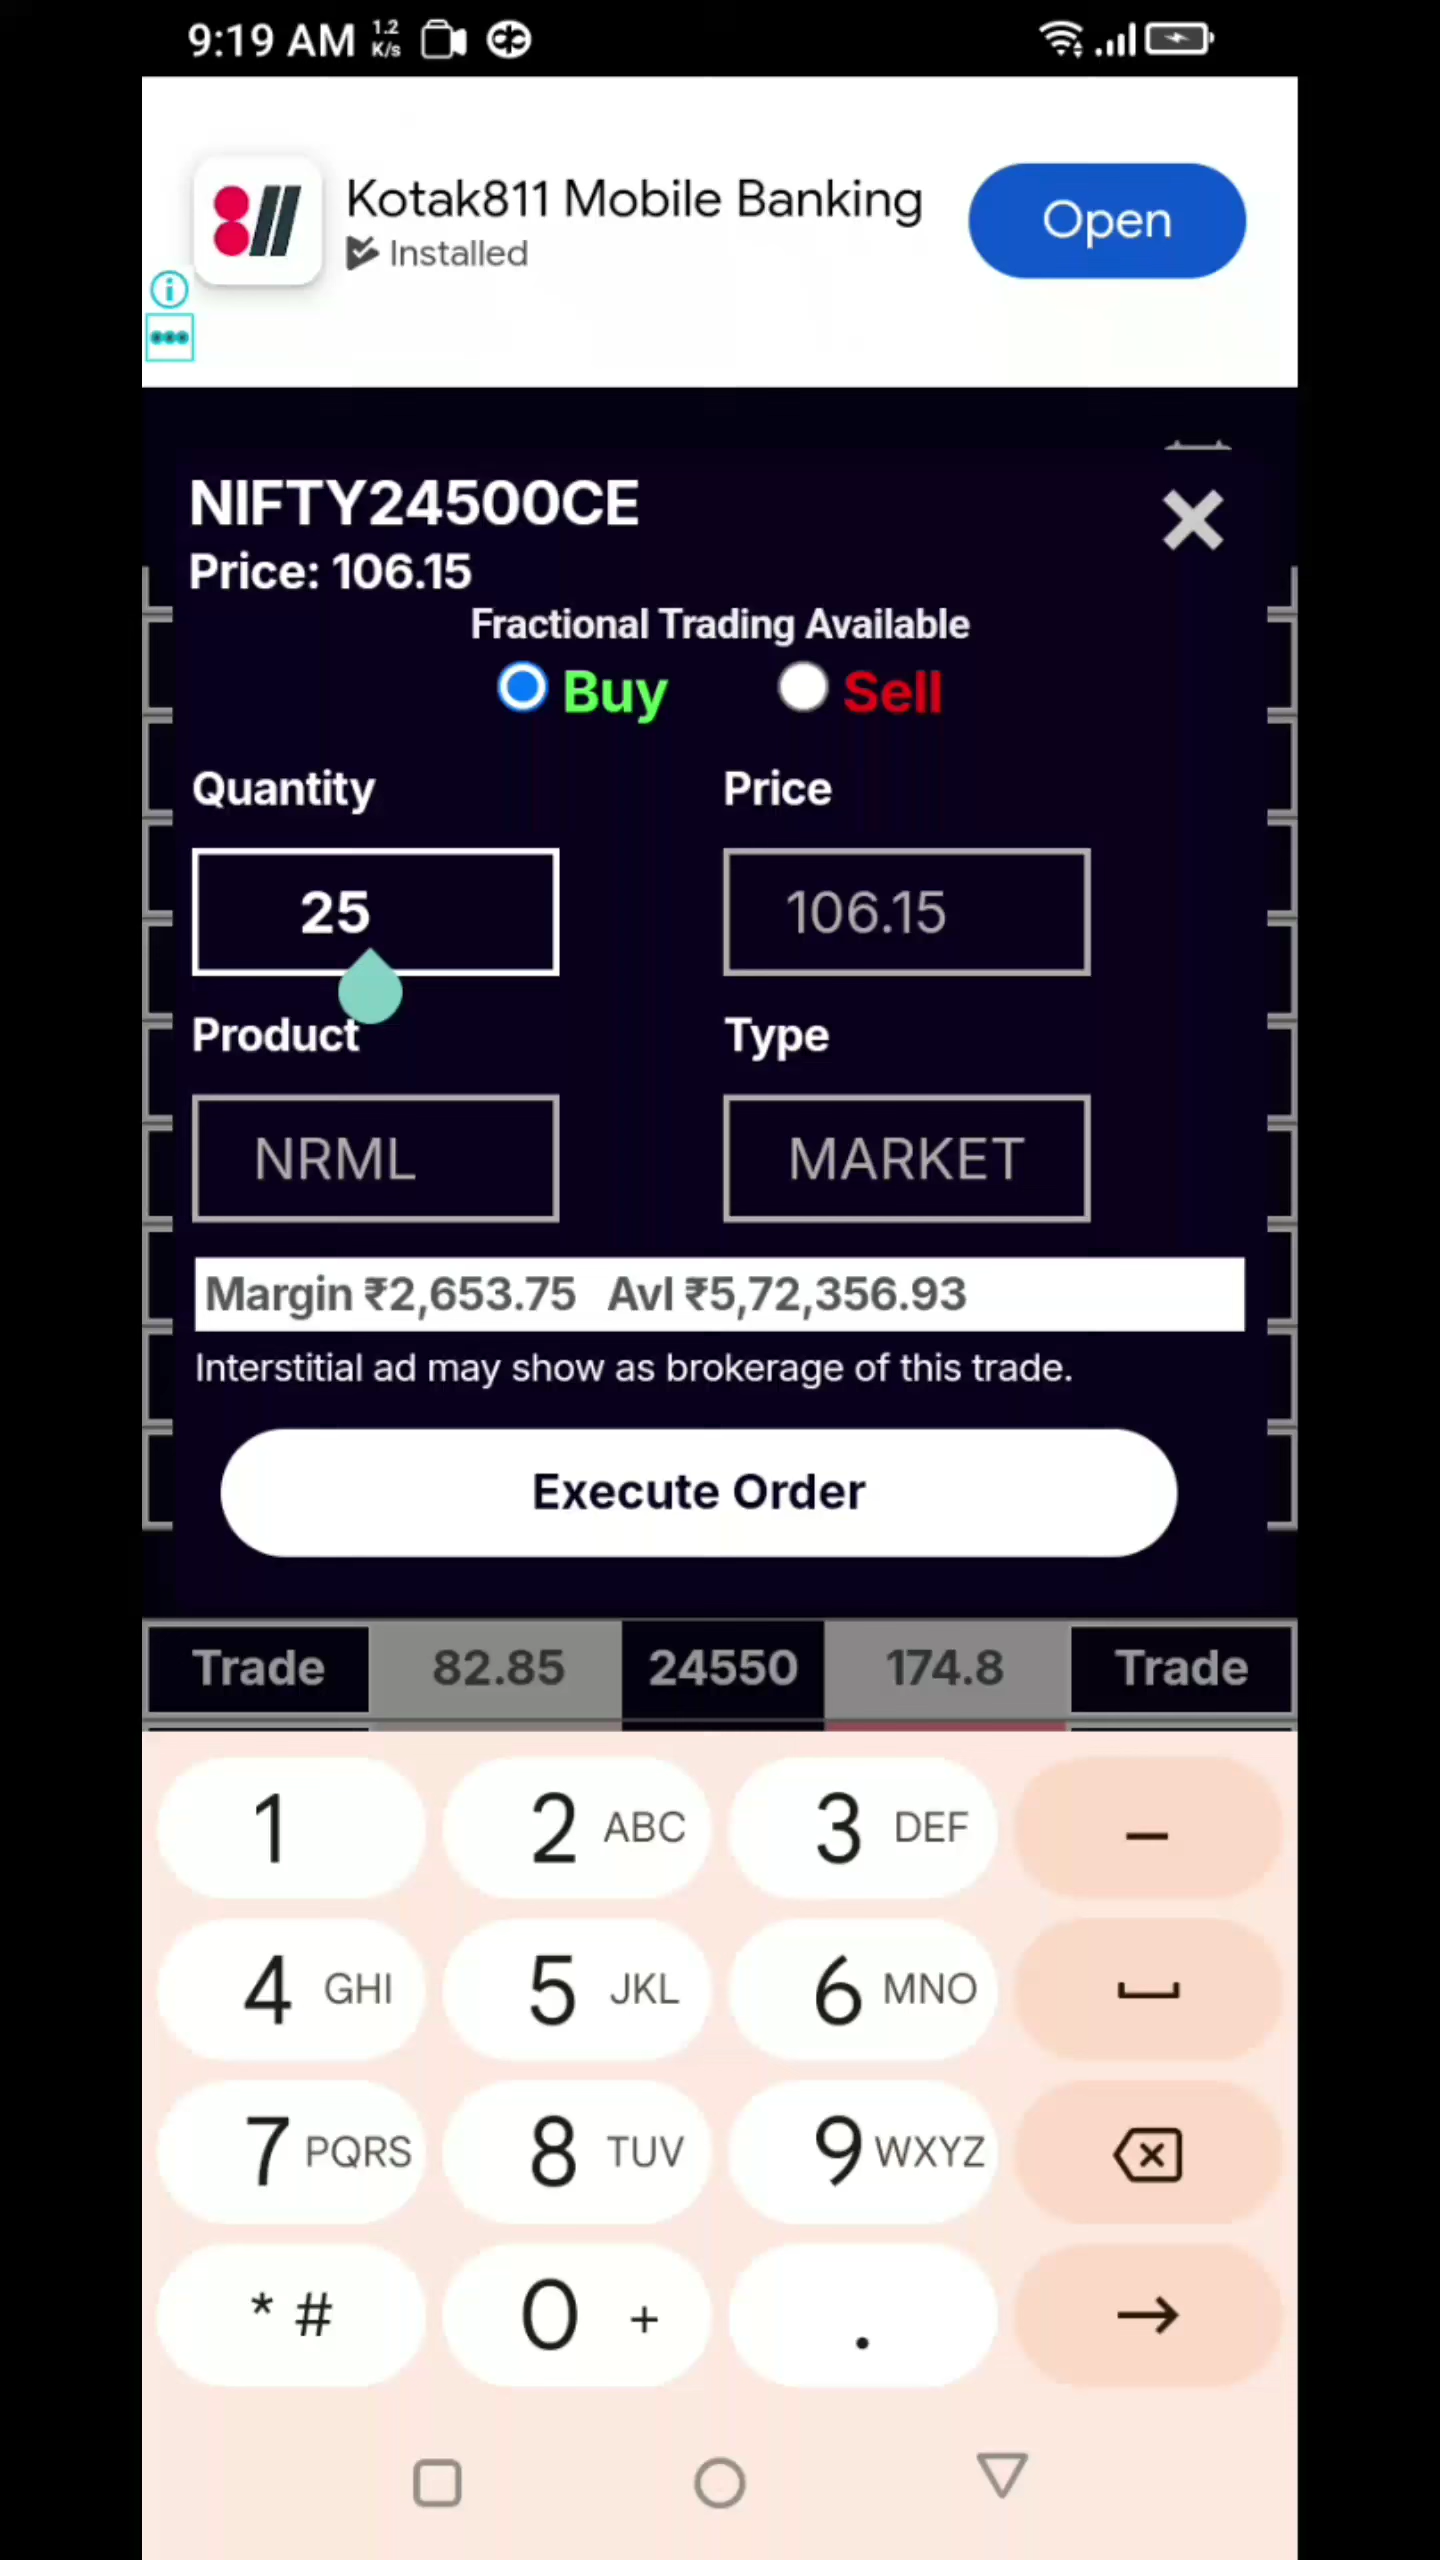 9:19 AM 1.2 K/s
Kotak811 Mobile Banking
Installed
Open
NIFTY24500CE
Price: 106.15
Fractional Trading Available
Buy Sell
Quantity Price
25 106.15
Product Type
NRML MARKET
Margin ₹2,653.75 Avl ₹5,72,356.93
Interstitial ad may show as brokerage of this trade.
Execute Order
Trade 82.85 24550 174.8 Trade
1 2 ABC 3 DEF –
4 GHI 5 JKL 6 MNO
7 PQRS 8 TUV 9 WXYZ
* # 0 + .